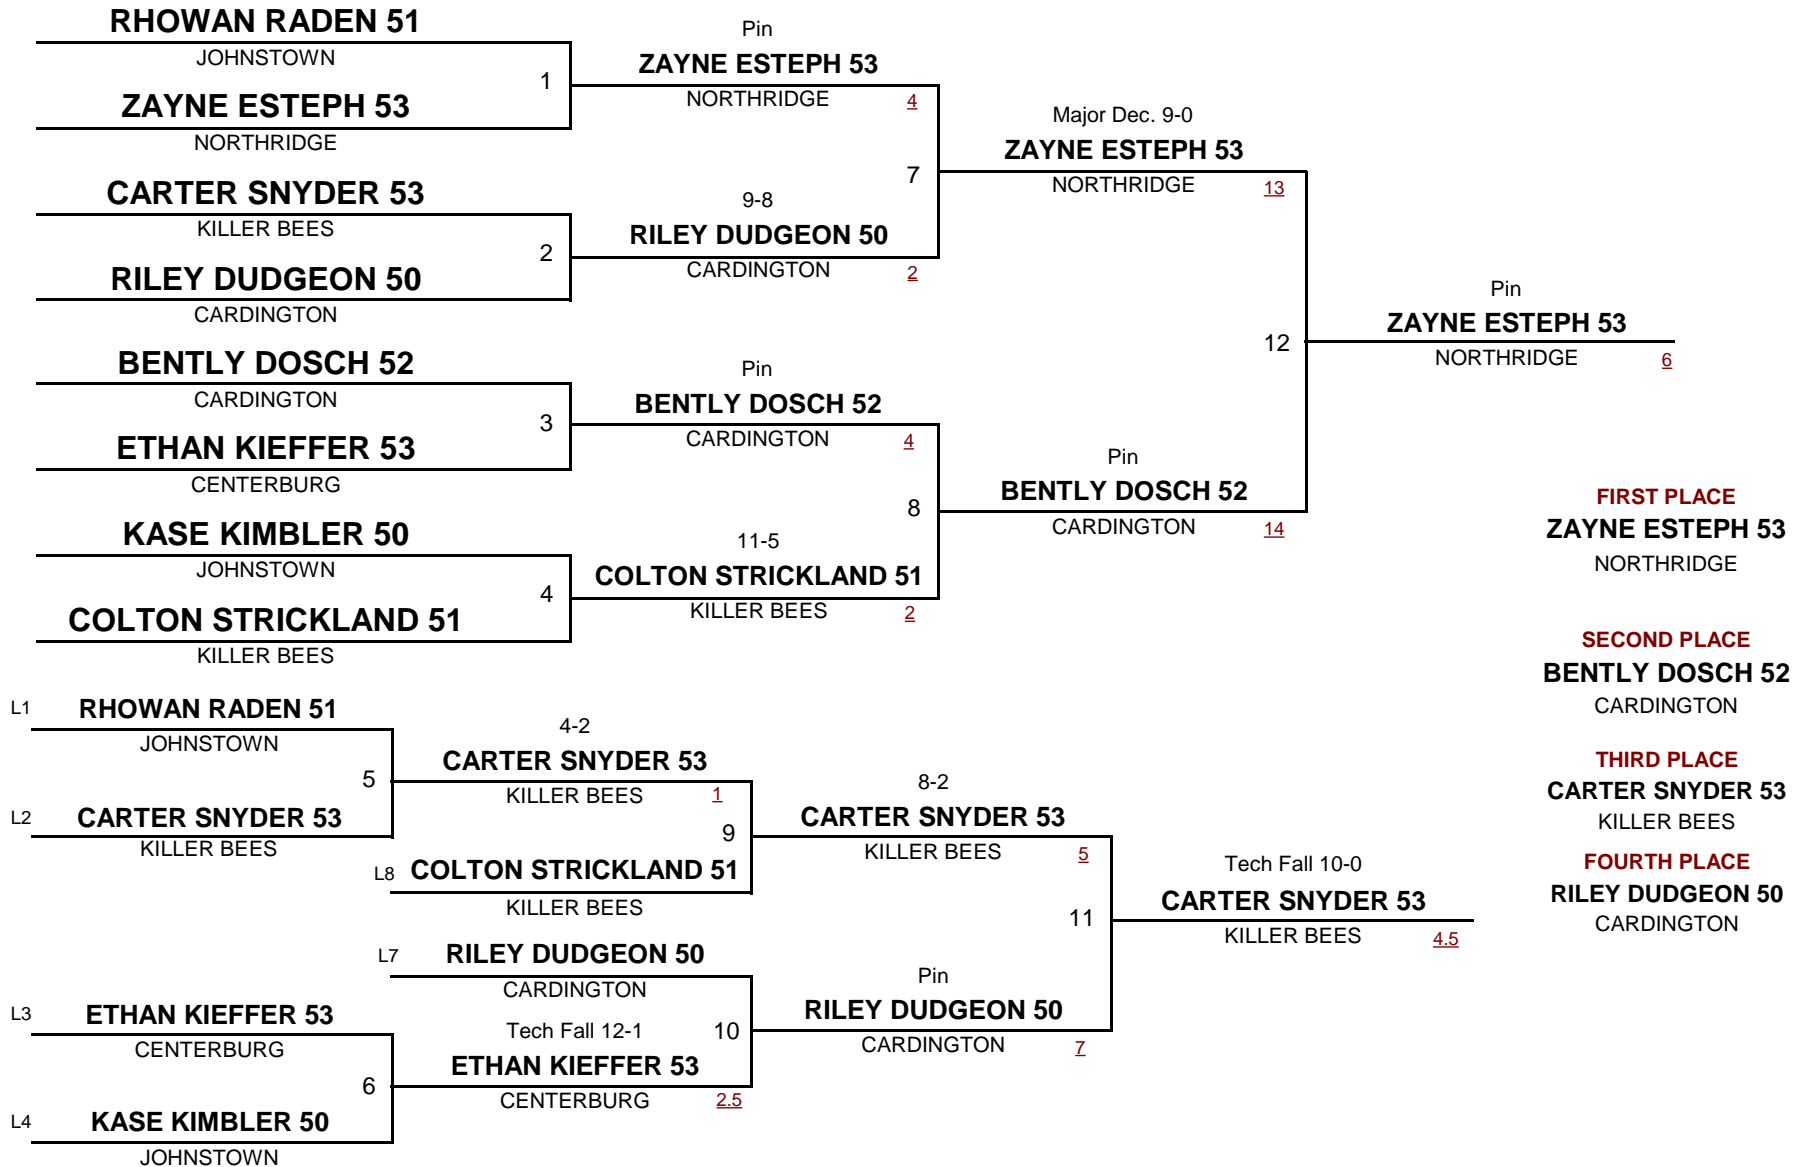 RHOWAN RADEN 51
JOHNSTOWN
1
ZAYNE ESTEPH 53
NORTHRIDGE
Pin
ZAYNE ESTEPH 53
NORTHRIDGE
4
CARTER SNYDER 53
KILLER BEES
2
RILEY DUDGEON 50
CARDINGTON
9-8
RILEY DUDGEON 50
CARDINGTON
2
7
Major Dec. 9-0
ZAYNE ESTEPH 53
NORTHRIDGE
13
BENTLY DOSCH 52
CARDINGTON
3
ETHAN KIEFFER 53
CENTERBURG
Pin
BENTLY DOSCH 52
CARDINGTON
4
KASE KIMBLER 50
JOHNSTOWN
4
COLTON STRICKLAND 51
KILLER BEES
11-5
COLTON STRICKLAND 51
KILLER BEES
2
8
Pin
BENTLY DOSCH 52
CARDINGTON
14
12
Pin
ZAYNE ESTEPH 53
NORTHRIDGE
6
FIRST PLACE
ZAYNE ESTEPH 53
NORTHRIDGE
SECOND PLACE
BENTLY DOSCH 52
CARDINGTON
THIRD PLACE
CARTER SNYDER 53
KILLER BEES
FOURTH PLACE
RILEY DUDGEON 50
CARDINGTON
L1 RHOWAN RADEN 51
JOHNSTOWN
5
L2 CARTER SNYDER 53
KILLER BEES
4-2
CARTER SNYDER 53
KILLER BEES
1
9
L8 COLTON STRICKLAND 51
KILLER BEES
8-2
CARTER SNYDER 53
KILLER BEES
5
L7 RILEY DUDGEON 50
CARDINGTON
L3 ETHAN KIEFFER 53
CENTERBURG
6
L4 KASE KIMBLER 50
JOHNSTOWN
Tech Fall 12-1
ETHAN KIEFFER 53
CENTERBURG
2.5
10
Pin
RILEY DUDGEON 50
CARDINGTON
7
11
Tech Fall 10-0
CARTER SNYDER 53
KILLER BEES
4.5